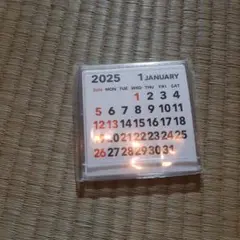 2025 1 JANUARY
SUN MON TUE WED THU FRI SAT
1 2 3 4
5 6 7 8 9 10 11
12 13 14 15 16 17 18
19 20 21 22 23 24 25
26 27 28 29 30 31